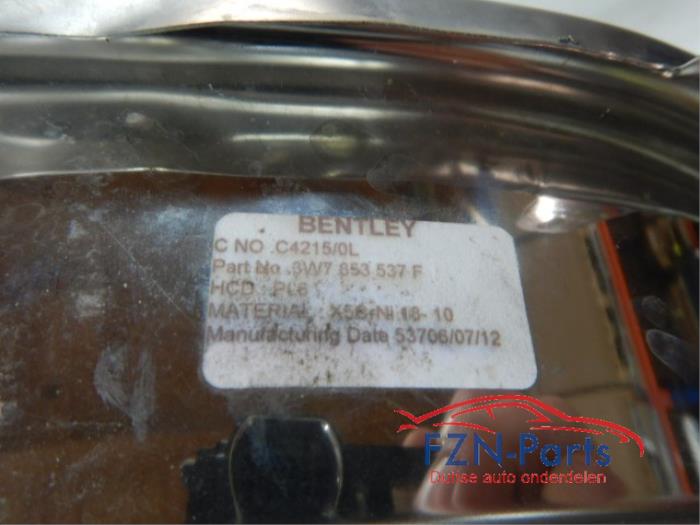 BENTLEY
C NO .C4215/0L
Part No .3W7 853 537 F
HCD : PL6
MATERIAL : X5CrNi 18- 10
Manufacturing Date 53706/07/12
FZN-Parts
Duitse auto onderdelen